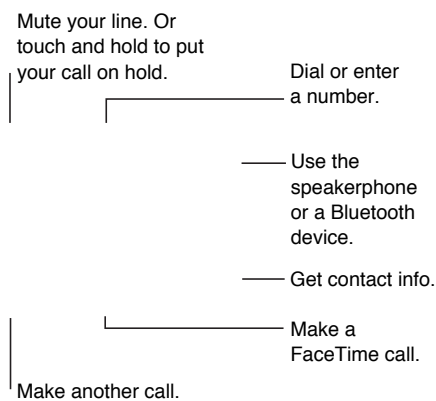 Mute your line. Or
touch and hold to put
your call on hold.
Dial or enter
a number.
Use the
speakerphone
or a Bluetooth
device.
Get contact info.
Make a
FaceTime call.
Make another call.